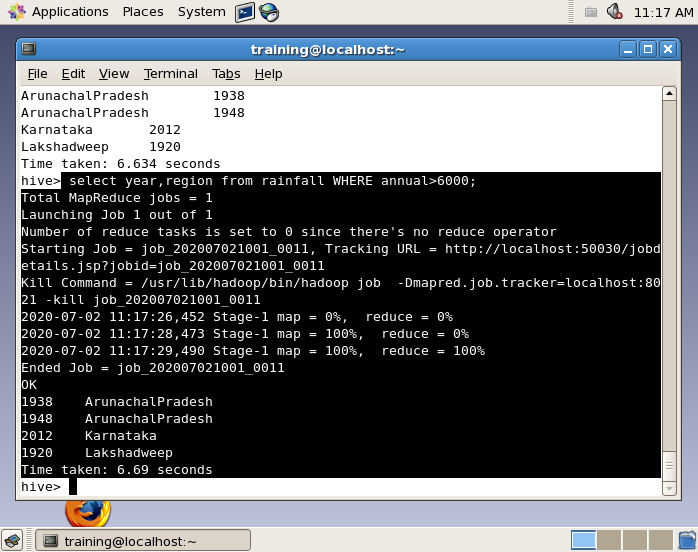 Applications Places System 11:17 AM
training@localhost:~
File Edit View Terminal Tabs Help
ArunachalPradesh 1938
ArunachalPradesh 1948
Karnataka 2012
Lakshadweep 1920
Time taken: 6.634 seconds
hive> select year,region from rainfall WHERE annual>6000;
Total MapReduce jobs = 1
Launching Job 1 out of 1
Number of reduce tasks is set to 0 since there's no reduce operator
Starting Job = job_202007021001_0011, Tracking URL = http://localhost:50030/jobd
etails.jsp?jobid=job_202007021001_0011
Kill Command = /usr/lib/hadoop/bin/hadoop job  -Dmapred.job.tracker=localhost:80
21 -kill job_202007021001_0011
2020-07-02 11:17:26,452 Stage-1 map = 0%,  reduce = 0%
2020-07-02 11:17:28,473 Stage-1 map = 100%,  reduce = 0%
2020-07-02 11:17:29,490 Stage-1 map = 100%,  reduce = 100%
Ended Job = job_202007021001_0011
OK
1938 ArunachalPradesh
1948 ArunachalPradesh
2012 Karnataka
1920 Lakshadweep
Time taken: 6.69 seconds
hive>
training@localhost:~